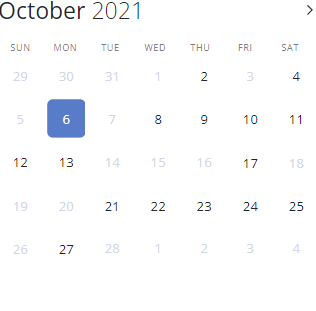 October 2021 >
SUN MON TUE WED THU FRI SAT
29 30 31 1 2 3 4
5 6 7 8 9 10 11
12 13 14 15 16 17 18
19 20 21 22 23 24 25
26 27 28 1 2 3 4